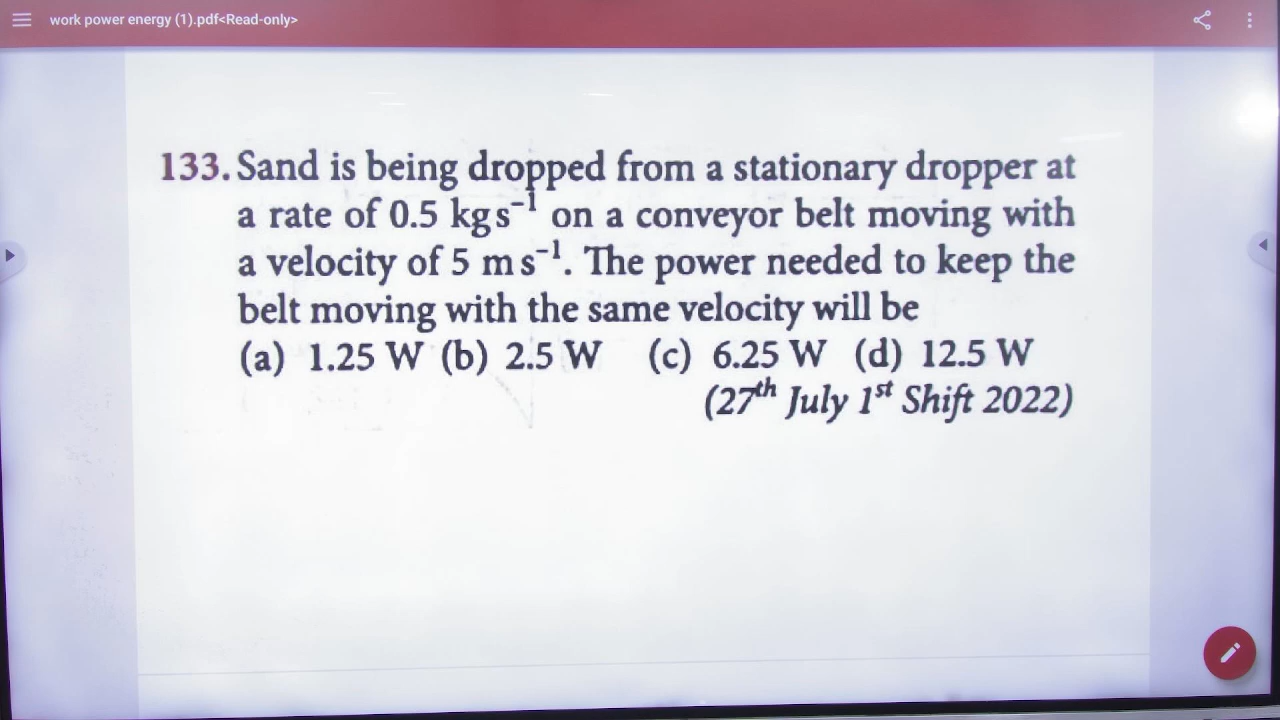 work power energy (1).pdf<Read-only>
133. Sand is being dropped from a stationary dropper at
a rate of 0.5 kg s⁻¹ on a conveyor belt moving with
a velocity of 5 m s⁻¹. The power needed to keep the
belt moving with the same velocity will be
(a) 1.25 W (b) 2.5 W (c) 6.25 W (d) 12.5 W
(27th July 1st Shift 2022)